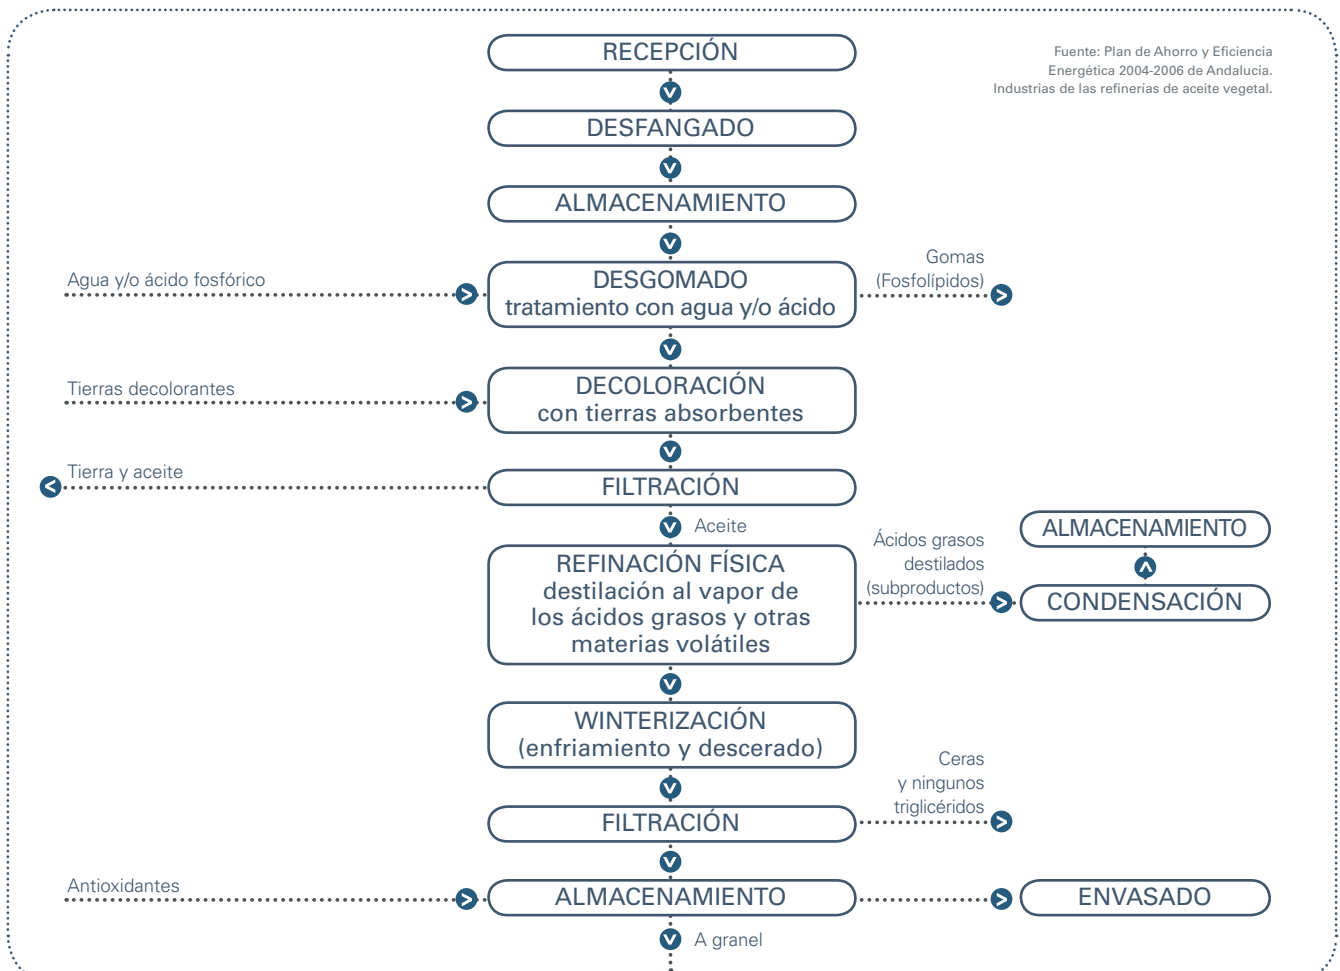 RECEPCIÓN
Fuente: Plan de Ahorro y Eficiencia
Energética 2004-2006 de Andalucía.
Industrias de las refinerías de aceite vegetal.
DESFANGADO
ALMACENAMIENTO
Agua y/o ácido fosfórico
DESGOMADO
tratamiento con agua y/o ácido
Gomas
(Fosfolípidos)
Tierras decolorantes
DECOLORACIÓN
con tierras absorbentes
Tierra y aceite
FILTRACIÓN
Aceite
REFINACIÓN FÍSICA
destilación al vapor de
los ácidos grasos y otras
materias volátiles
Ácidos grasos
destilados
(subproductos)
ALMACENAMIENTO
CONDENSACIÓN
WINTERIZACIÓN
(enfriamiento y descerado)
FILTRACIÓN
Ceras
y ningunos
triglicéridos
Antioxidantes
ALMACENAMIENTO
ENVASADO
A granel